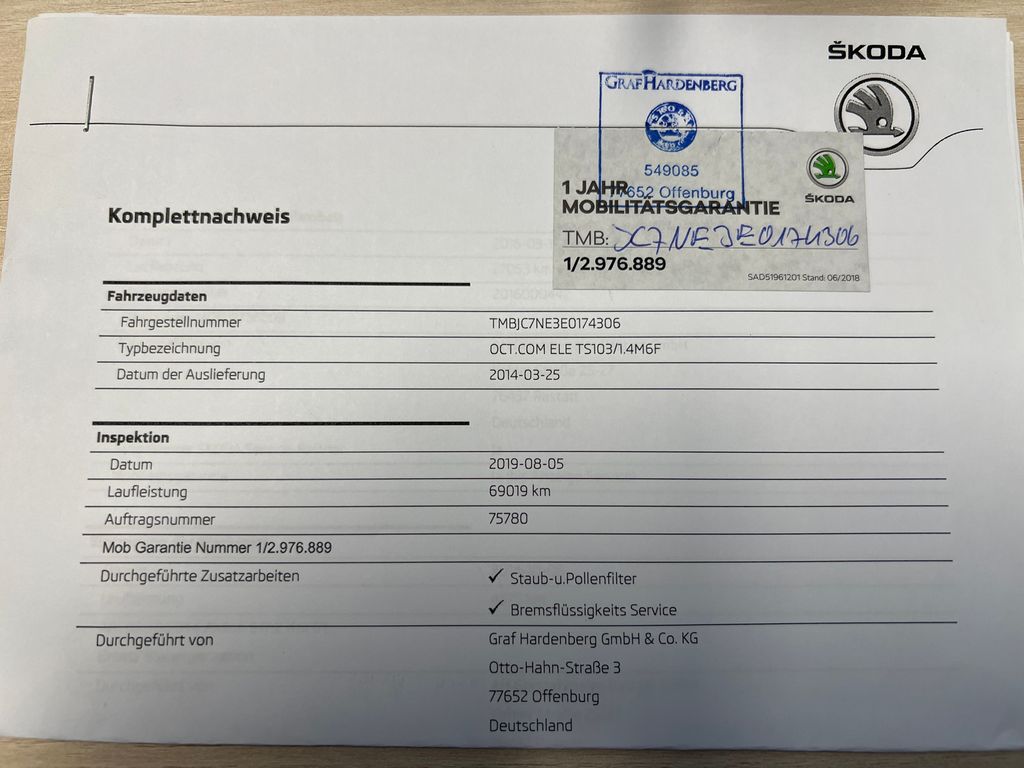 ŠKODA
GRAFHARDENBERG
ŠKODA
549085
77652 Offenburg
1 JAHR
MOBILITÄTSGARANTIE
ŠKODA
TMB: JC7NE3E0174306
1/2.976.889
SAD51961201 Stand: 06/2018
Komplettnachweis
Fahrzeugdaten
Fahrgestellnummer TMBJC7NE3E0174306
Typbezeichnung OCT.COM ELE TS103/1.4M6F
Datum der Auslieferung 2014-03-25
Inspektion
Datum 2019-08-05
Laufleistung 69019 km
Auftragsnummer 75780
Mob Garantie Nummer 1/2.976.889
Durchgeführte Zusatzarbeiten ✓ Staub-u.Pollenfilter
✓ Bremsflüssigkeits Service
Durchgeführt von Graf Hardenberg GmbH & Co. KG
Otto-Hahn-Straße 3
77652 Offenburg
Deutschland